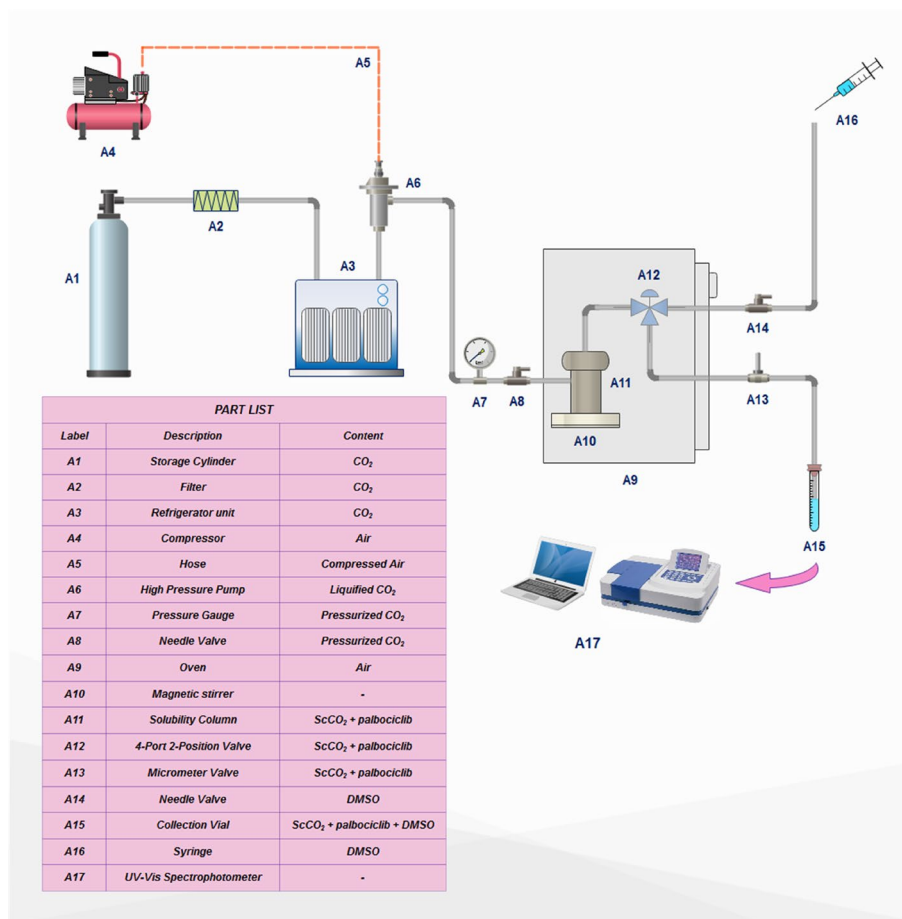 A5
A4
A16
A6
A2
A1
A3
A12
A14
A7
A8
A11
A13
A10
A9
A15
A17
PART LIST
Label Description Content
A1 Storage Cylinder CO₂
A2 Filter CO₂
A3 Refrigerator unit CO₂
A4 Compressor Air
A5 Hose Compressed Air
A6 High Pressure Pump Liquified CO₂
A7 Pressure Gauge Pressurized CO₂
A8 Needle Valve Pressurized CO₂
A9 Oven Air
A10 Magnetic stirrer -
A11 Solubility Column ScCO₂ + palbociclib
A12 4-Port 2-Position Valve ScCO₂ + palbociclib
A13 Micrometer Valve ScCO₂ + palbociclib
A14 Needle Valve DMSO
A15 Collection Vial ScCO₂ + palbociclib + DMSO
A16 Syringe DMSO
A17 UV-Vis Spectrophotometer -